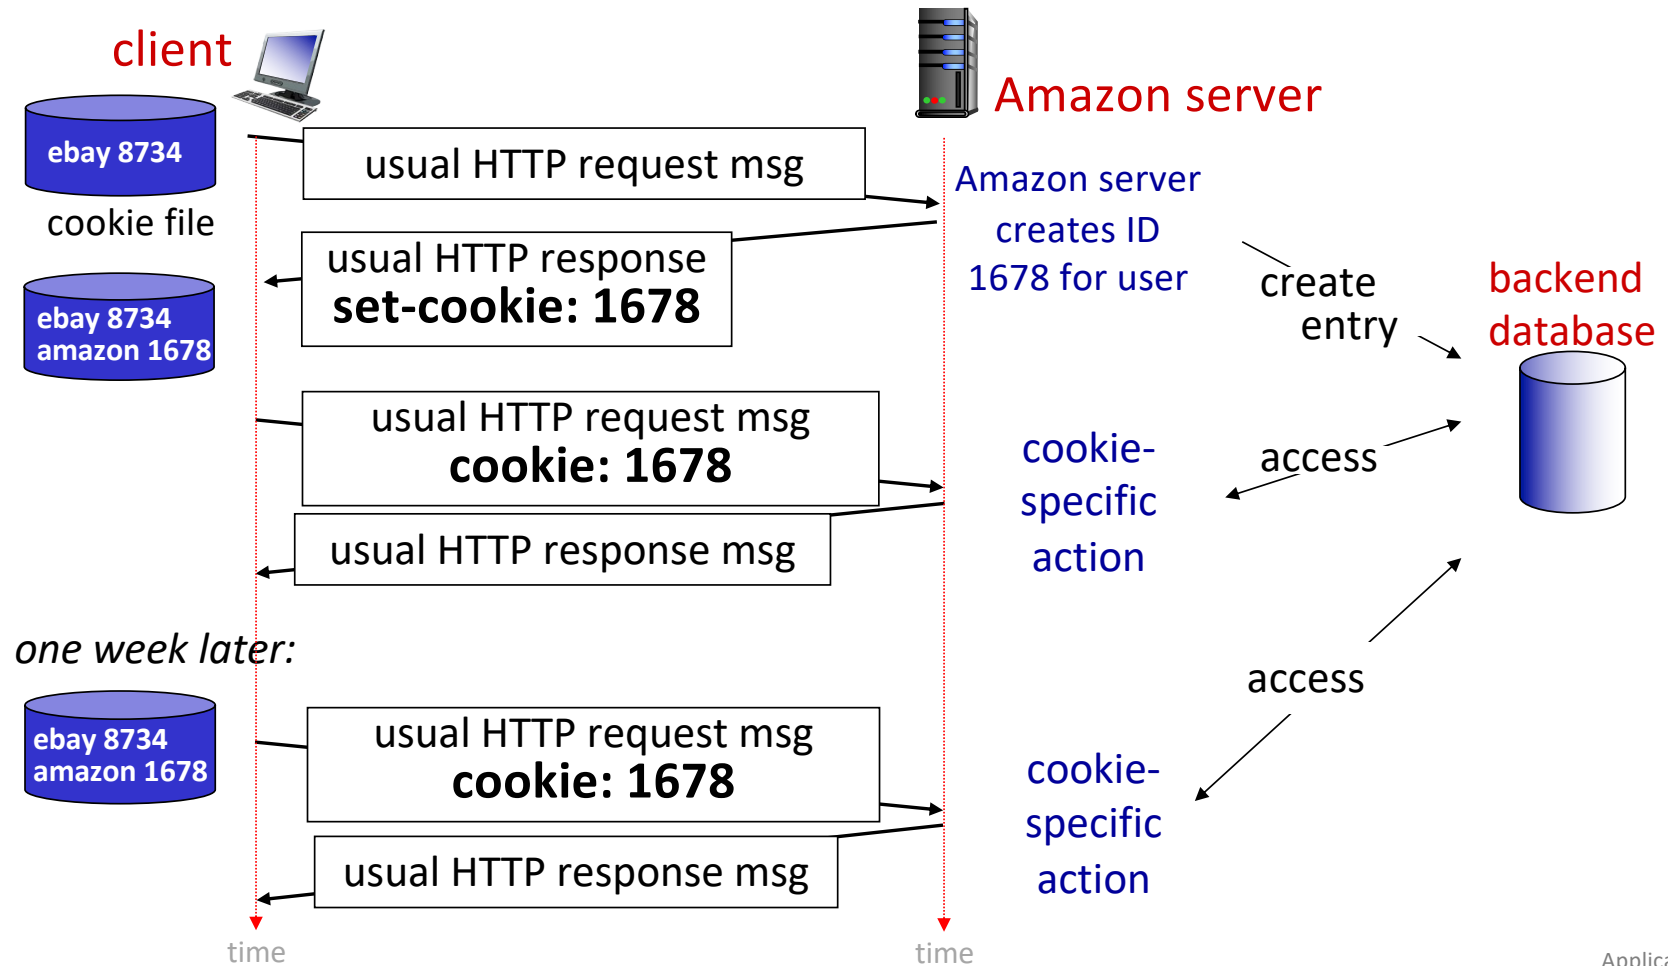 client
Amazon server
ebay 8734
cookie file
usual HTTP request msg
Amazon server
creates ID
1678 for user
usual HTTP response
set-cookie: 1678
create
entry
backend
database
ebay 8734
amazon 1678
usual HTTP request msg
cookie: 1678
cookie-
specific
action
access
usual HTTP response msg
one week later:
ebay 8734
amazon 1678
usual HTTP request msg
cookie: 1678
cookie-
specific
action
access
usual HTTP response msg
time
time